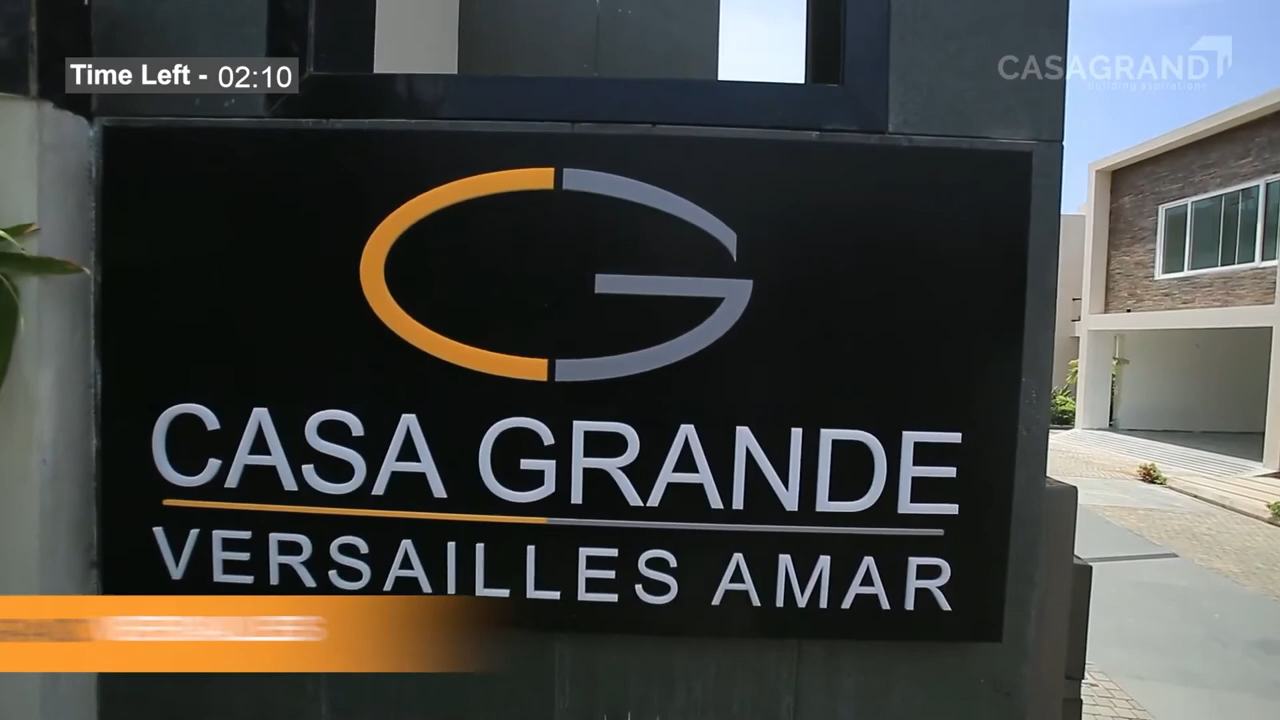 Time Left - 02:10
CASAGRAND
building aspirations
CASA GRANDE
VERSAILLES AMAR